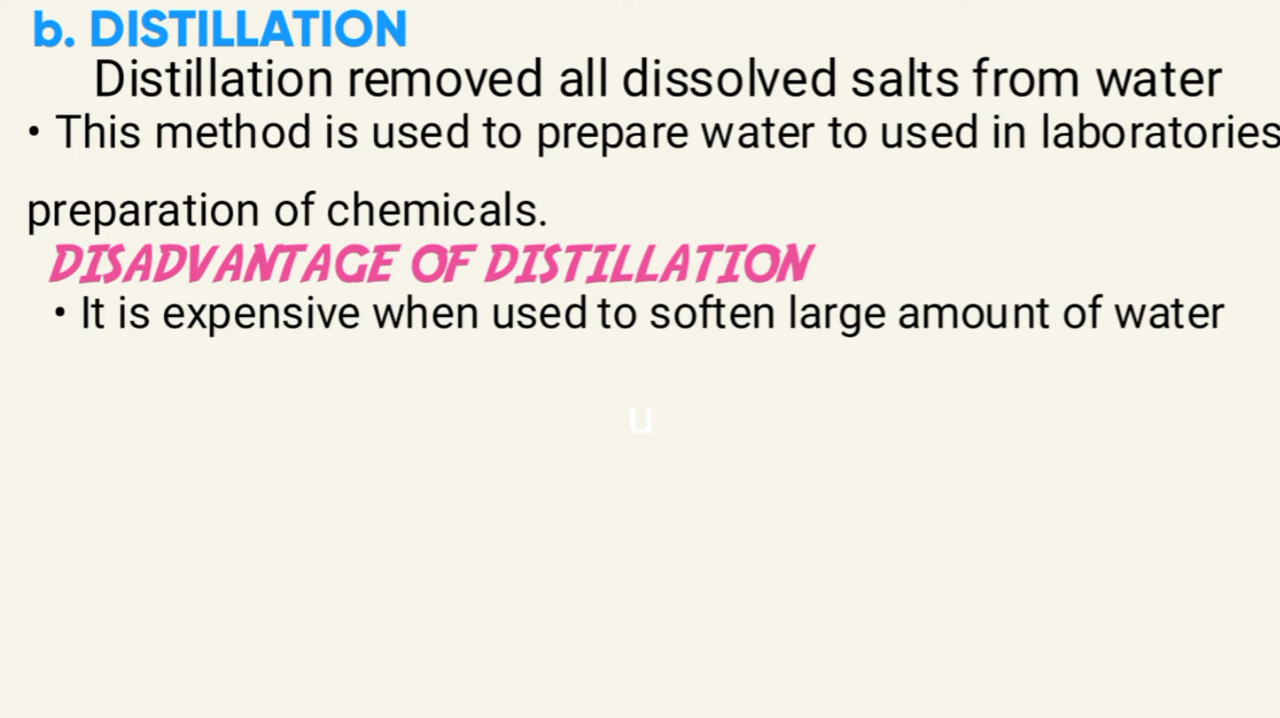 b. DISTILLATION
Distillation removed all dissolved salts from water
• This method is used to prepare water to used in laboratories
preparation of chemicals.
DISADVANTAGE OF DISTILLATION
• It is expensive when used to soften large amount of water
u